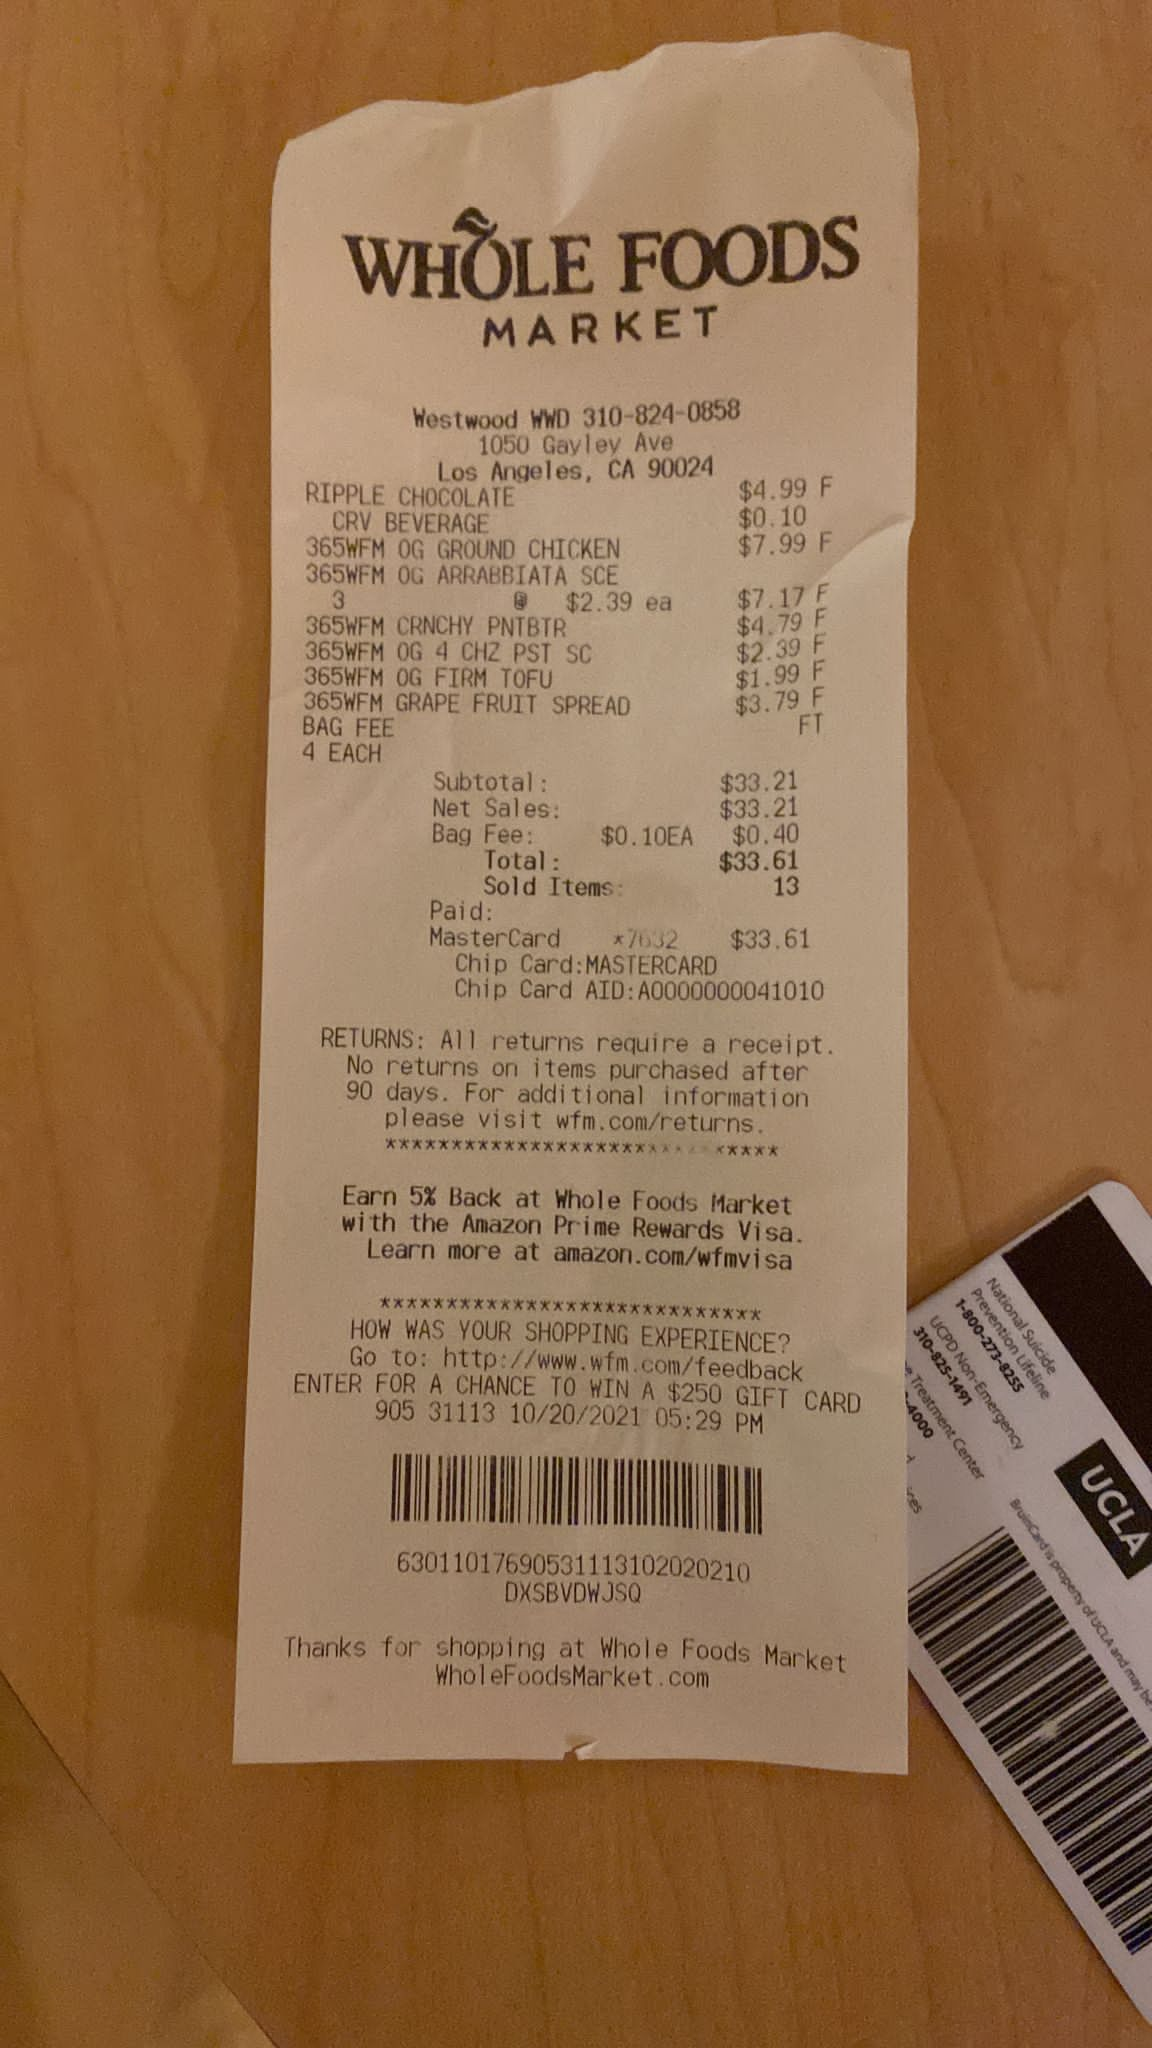 WHOLE FOODS
MARKET
Westwood WWD 310-824-0858
1050 Gayley Ave
Los Angeles, CA 90024
RIPPLE CHOCOLATE $4.99 F
CRV BEVERAGE $0.10
365WFM OG GROUND CHICKEN $7.99 F
365WFM OG ARRABBIATA SCE
3 @ $2.39 ea $7.17 F
365WFM CRNCHY PNTBTR $4.79 F
365WFM OG 4 CHZ PST SC $2.39 F
365WFM OG FIRM TOFU $1.99 F
365WFM GRAPE FRUIT SPREAD $3.79 F
BAG FEE FT
4 EACH
Subtotal: $33.21
Net Sales: $33.21
Bag Fee: $0.10EA $0.40
Total: $33.61
Sold Items: 13
Paid:
MasterCard *7632 $33.61
Chip Card:MASTERCARD
Chip Card AID:A0000000041010
RETURNS: All returns require a receipt.
No returns on items purchased after
90 days. For additional information
please visit wfm.com/returns.
******************************
Earn 5% Back at Whole Foods Market
with the Amazon Prime Rewards Visa.
Learn more at amazon.com/wfmvisa
*****************************
HOW WAS YOUR SHOPPING EXPERIENCE?
Go to: http://www.wfm.com/feedback
ENTER FOR A CHANCE TO WIN A $250 GIFT CARD
905 31113 10/20/2021 05:29 PM
63011017690531113102020210
DXSBVDWJSQ
Thanks for shopping at Whole Foods Market
WholeFoodsMarket.com
National Suicide
Prevention Lifeline
1-800-273-8255
UCPD Non-Emergency
310-825-1491
Treatment Center
-4000
UCLA
BruinCard is property of UCLA and may be